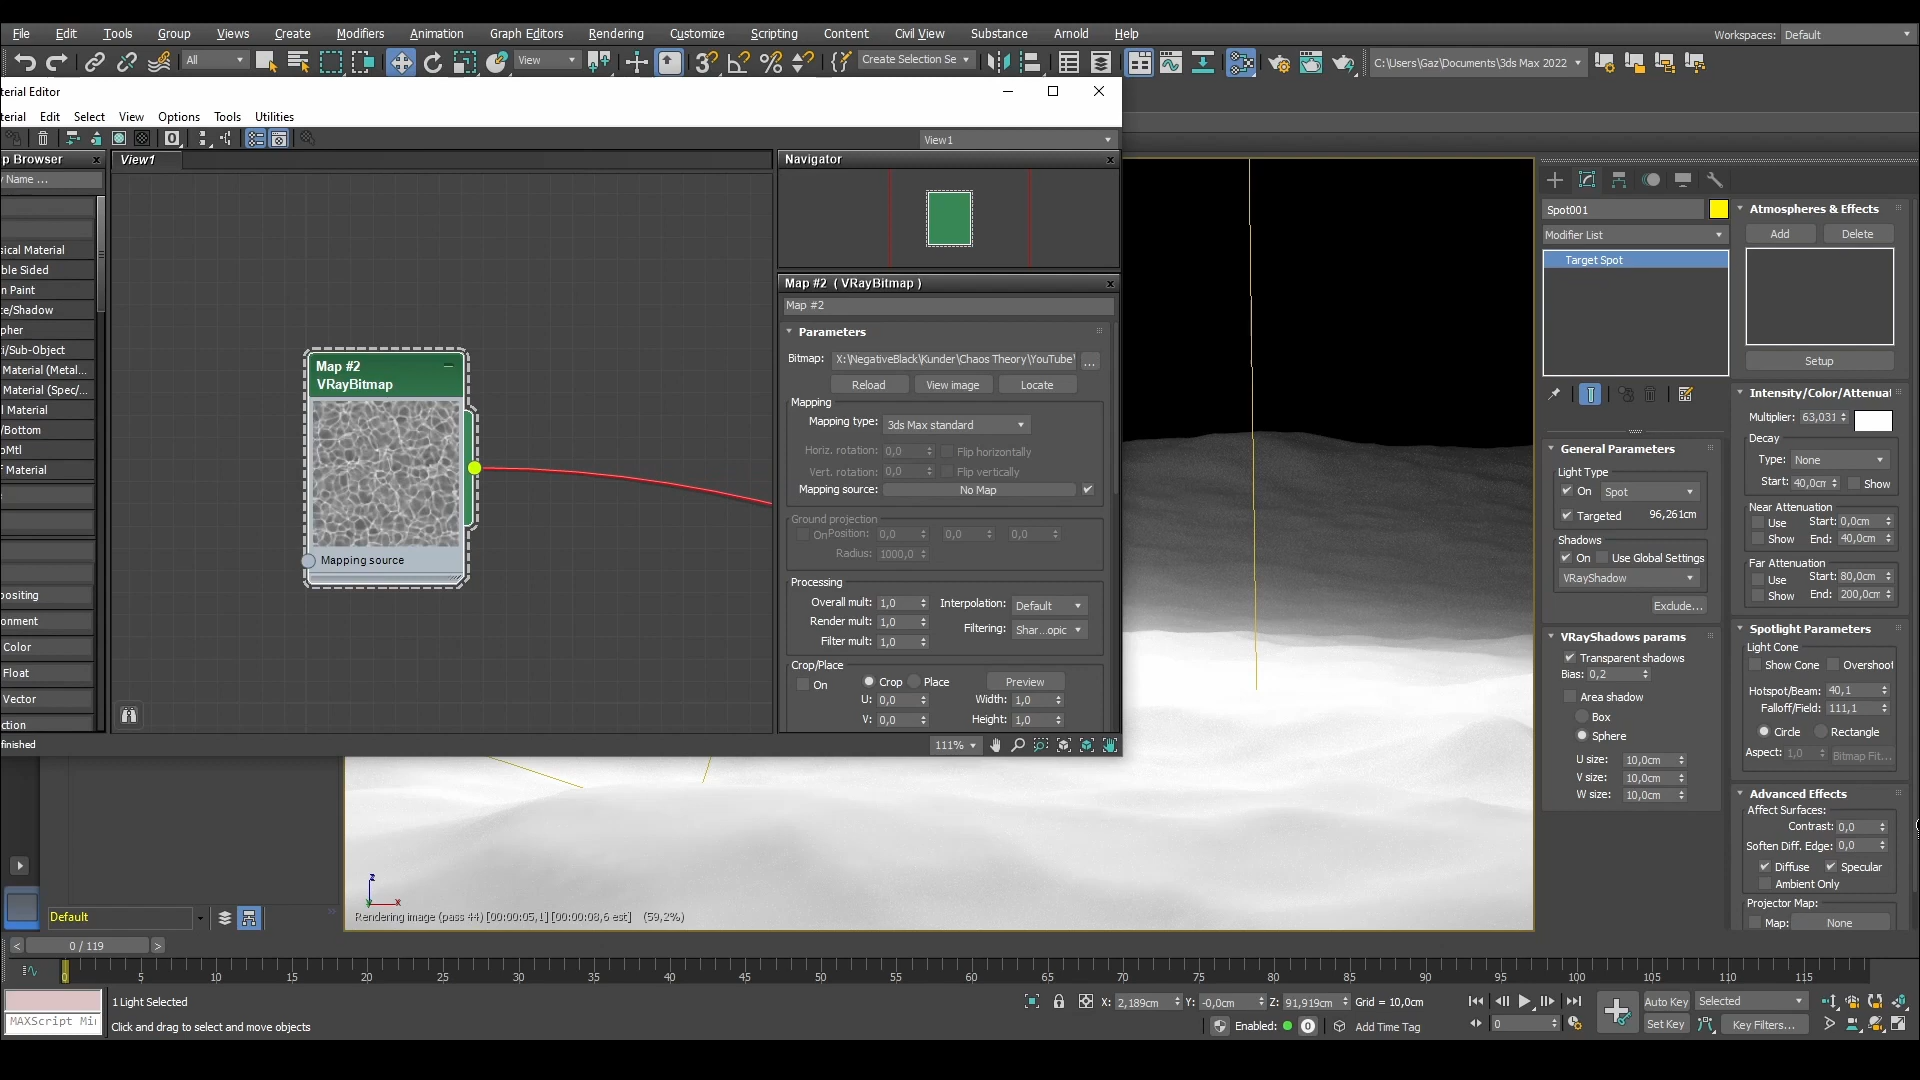 File Edit Tools Group Views Create Modifiers Animation Graph Editors Rendering Customize Scripting Content Civil View Substance Arnold Help
Workspaces: Default
All View Create Selection Se C:\Users\Gaz\Documents\3ds Max 2022
terial Editor
terial Edit Select View Tools Options Utilities
View1
p Browser
y Name ...
sical Material
ble Sided
n Paint
te/Shadow
pher
ti/Sub-Object
Material (Metal...
Material (Spec/...
l Material
/Bottom
oMtl
f Material
positing
onment
Color
Float
Vector
ction
finished
View1
Map #2
VRayBitmap
Mapping source
Navigator
Map #2 ( VRayBitmap )
Map #2
Parameters
Bitmap: X:\NegativeBlack\Kunder\Chaos Theory\YouTube\ ...
Reload View image Locate
Mapping
Mapping type: 3ds Max standard
Horiz. rotation: 0,0 Flip horizontally
Vert. rotation: 0,0 Flip vertically
Mapping source: No Map
Ground projection
On Position: 0,0 0,0 0,0
Radius: 1000,0
Processing
Overall mult: 1,0 Interpolation: Default
Render mult: 1,0
Filtering: Shar...opic
Filter mult: 1,0
Crop/Place
On Crop Place Preview
U: 0,0 Width: 1,0
V: 0,0 Height: 1,0
111%
Spot001
Modifier List
Target Spot
General Parameters
Light Type
On Spot
Targeted 96,261cm
Shadows
On Use Global Settings
VRayShadow
Exclude...
VRayShadows params
Transparent shadows
Bias: 0,2
Area shadow
Box
Sphere
U size: 10,0cm
V size: 10,0cm
W size: 10,0cm
Atmospheres & Effects
Add Delete
Setup
Intensity/Color/Attenuat
Multiplier: 63,031
Decay
Type: None
Start: 40,0cm Show
Near Attenuation
Use Start: 0,0cm
Show End: 40,0cm
Far Attenuation
Use Start: 80,0cm
Show End: 200,0cm
Spotlight Parameters
Light Cone
Show Cone Overshoot
Hotspot/Beam: 40,1
Falloff/Field: 111,1
Circle Rectangle
Aspect: 1,0 Bitmap Fit...
Advanced Effects
Affect Surfaces:
Contrast: 0,0
Soften Diff. Edge: 0,0
Diffuse Specular
Ambient Only
Projector Map:
Map: None
z
x
Rendering image (pass 44) [00:00:05,1] [00:00:08,6 est] (59,2%)
Default
< 0 / 119 >
0 5 10 15 20 25 30 35 40 45 50 55 60 65 70 75 80 85 90 95 100 105 110 115
1 Light Selected
MAXScript Mi
Click and drag to select and move objects
X: 2,189cm Y: -0,0cm Z: 91,919cm Grid = 10,0cm
Enabled: 0 Add Time Tag
0
Auto Key Selected
Set Key Key Filters...